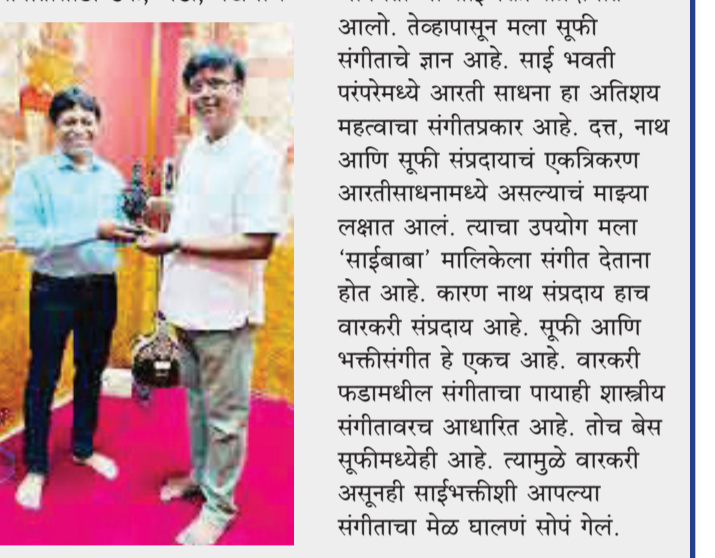 आलो. तेव्हापासून मला सूफी
संगीताचे ज्ञान आहे. साई भवती
परंपरेमध्ये आरती साधना हा अतिशय
महत्वाचा संगीतप्रकार आहे. दत्त, नाथ
आणि सूफी संप्रदायाचं एकत्रिकरण
आरतीसाधनामध्ये असल्याचं माझ्या
लक्षात आलं. त्याचा उपयोग मला
‘साईबाबा’ मालिकेला संगीत देताना
होत आहे. कारण नाथ संप्रदाय हाच
वारकरी संप्रदाय आहे. सूफी आणि
भक्तीसंगीत हे एकच आहे. वारकरी
फडामधील संगीताचा पायाही शास्त्रीय
संगीतावरच आधारित आहे. तोच बेस
सूफीमध्येही आहे. त्यामुळे वारकरी
असूनही साईभक्तीशी आपल्या
संगीताचा मेळ घालणं सोपं गेलं.